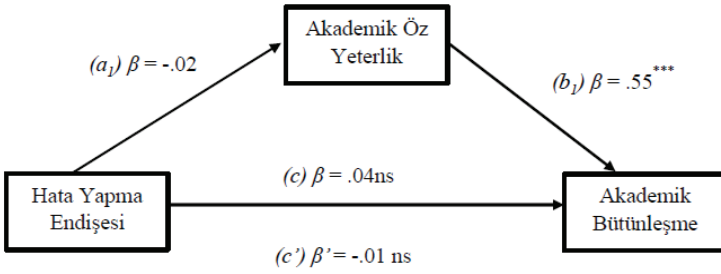 Akademik Öz
Yeterlik
(a1) β = -.02
(b1) β = .55***
Hata Yapma
Endişesi
(c) β = .04ns
Akademik
Bütünleşme
(c’) β’= -.01 ns